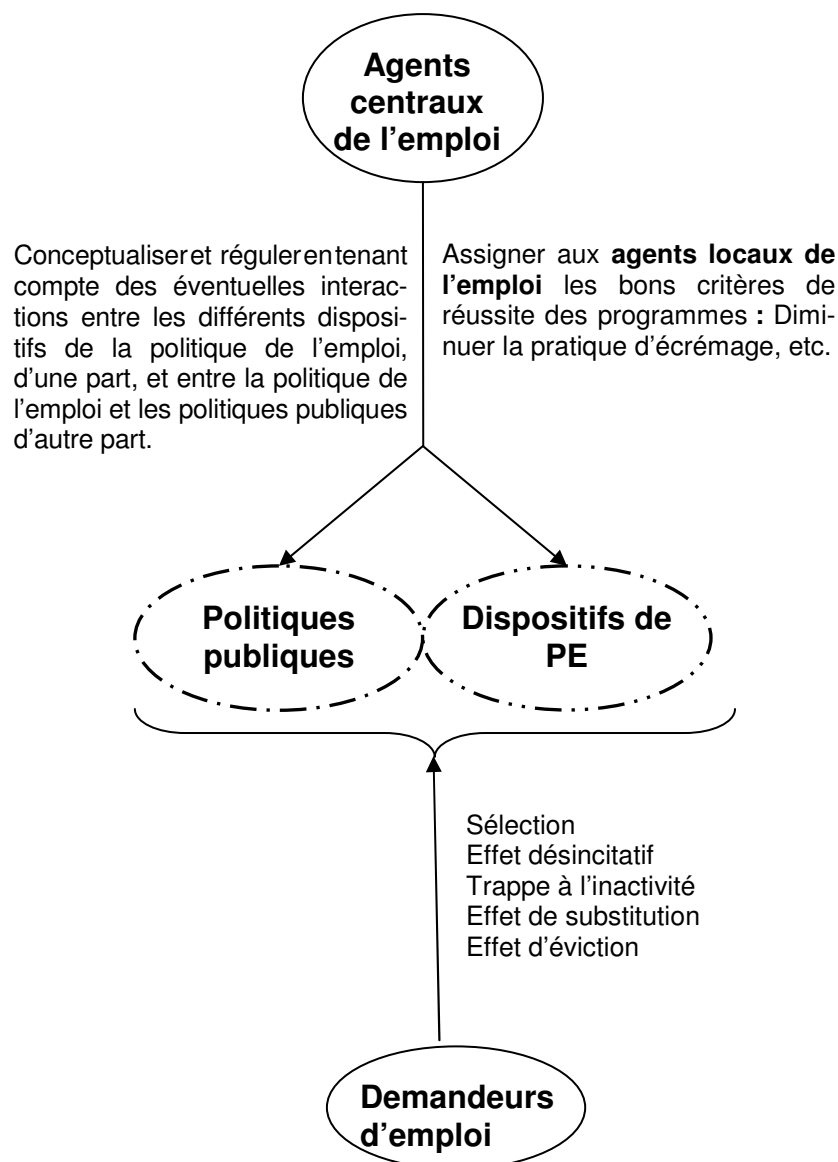 Agents
centraux
de l’emploi
Conceptualiser et réguler en tenant
compte des éventuelles interac-
tions entre les différents disposi-
tifs de la politique de l’emploi,
d’une part, et entre la politique de
l’emploi et les politiques publiques
d’autre part.
Assigner aux agents locaux de
l’emploi les bons critères de
réussite des programmes : Dimi-
nuer la pratique d’écrémage, etc.
Politiques
publiques
Dispositifs de
PE
Sélection
Effet désincitatif
Trappe à l’inactivité
Effet de substitution
Effet d’éviction
Demandeurs
d’emploi